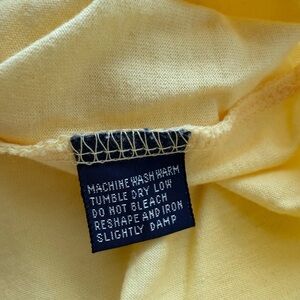 MACHINE WASH WARM
TUMBLE DRY LOW
DO NOT BLEACH
RESHAPE AND IRON
SLIGHTLY DAMP